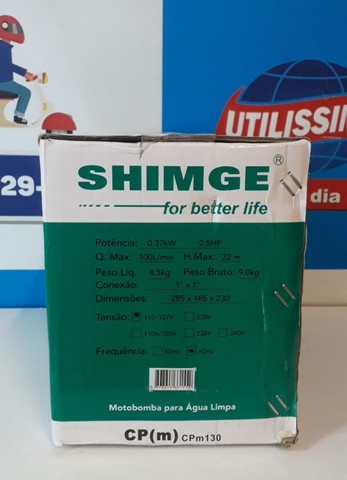 29-
UTILISSI
dia
SHIMGE®
for better life
Potência: 0.37kW 0.5HP
Q. Max: 100L/min H.Max: 22 m
Peso Liq.: 8.5kg Peso Bruto: 9.0kg
Conexão: 1" x 1"
Dimensões: 285 x 185 x 230
Tensão: 110-127V 220V
110V/220V 230V 240V
Frequência: 50Hz 60Hz
Motobomba para Água Limpa
CP(m) CPm130